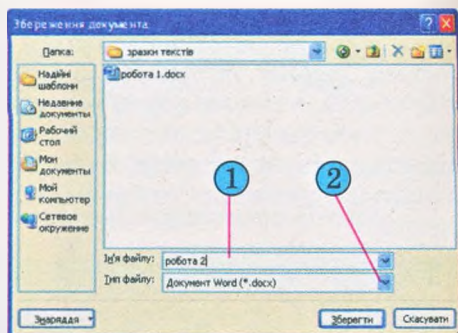 Збереження документа
Папка:
зразки текстів
Надійні
шаблони
Недавние
документы
Рабочий
стол
Мои
документы
Мой
компьютер
Сетевое
окружение
робота 1.docx
1
2
Ім'я файлу:
робота 2
Тип файлу:
Документ Word (*.docx)
Знаряддя
Зберегти
Скасувати